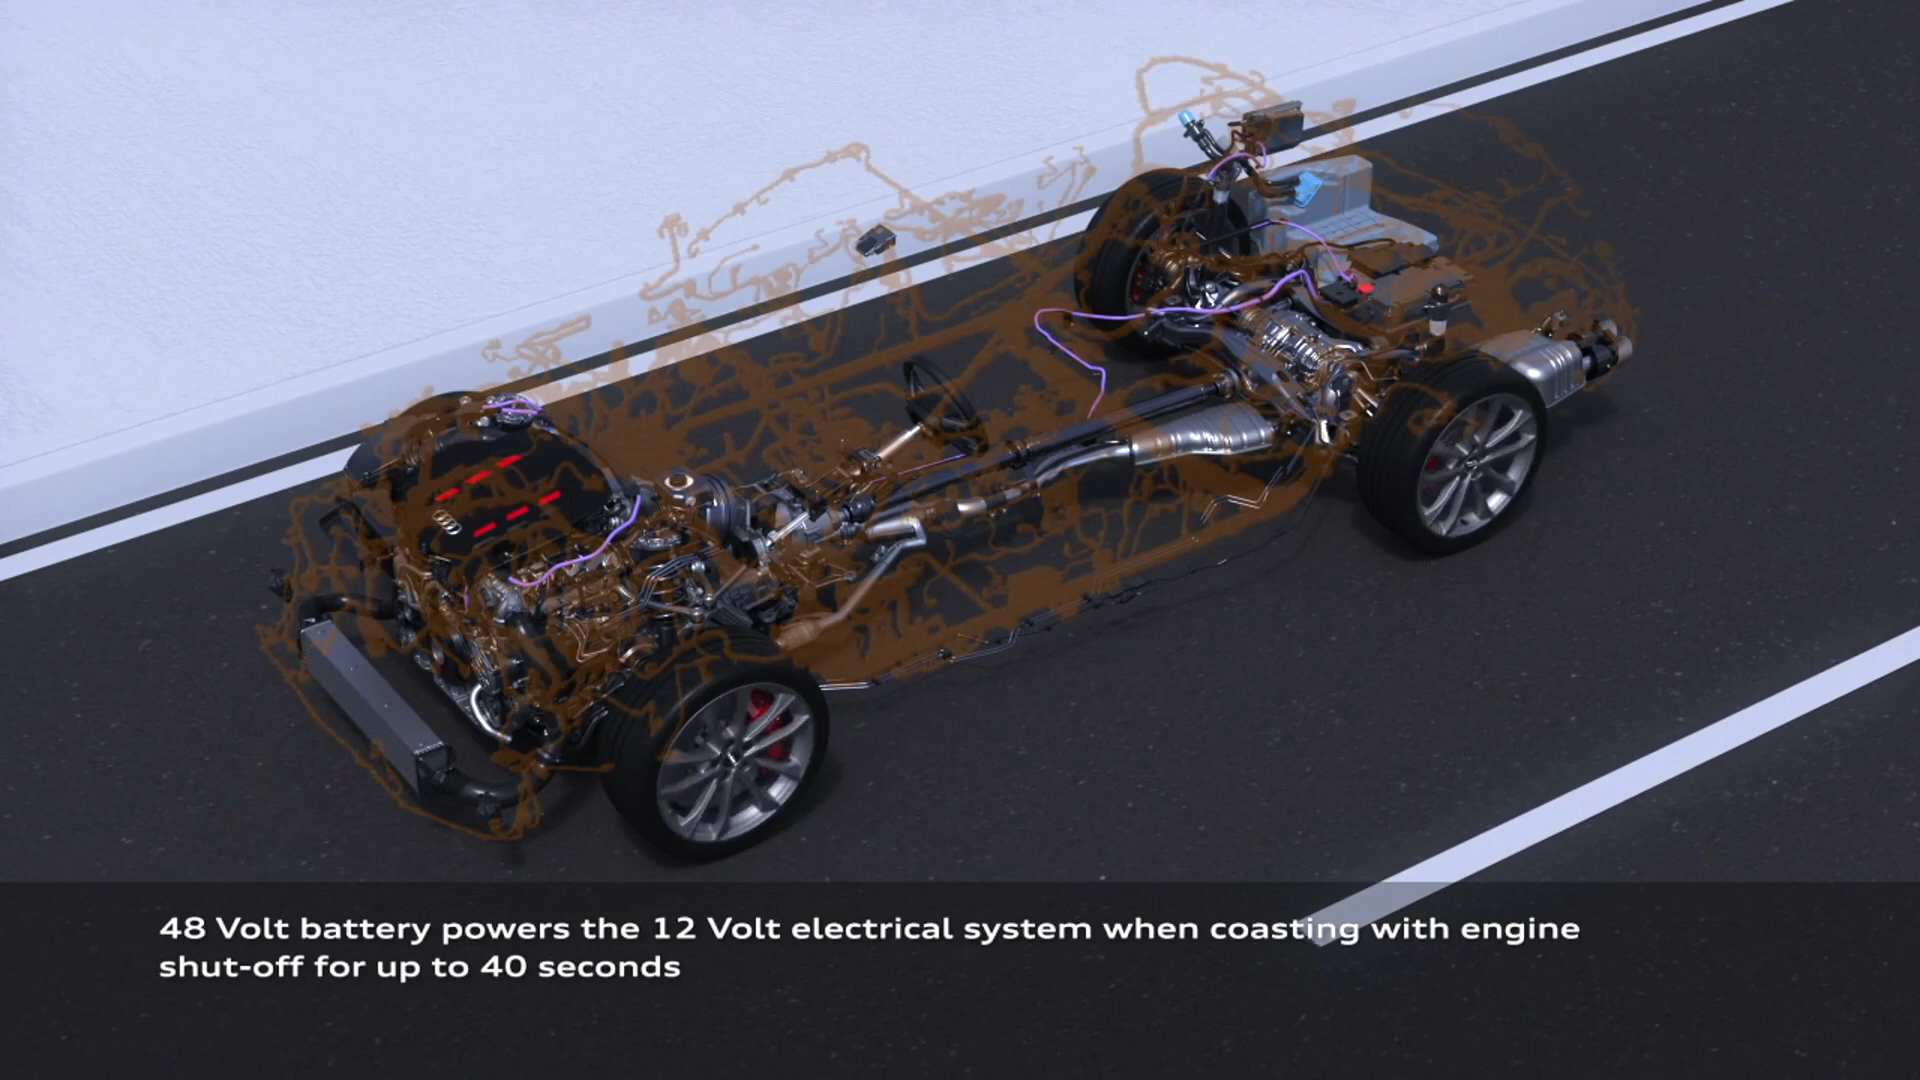 48 Volt battery powers the 12 Volt electrical system when coasting with engine
shut-off for up to 40 seconds